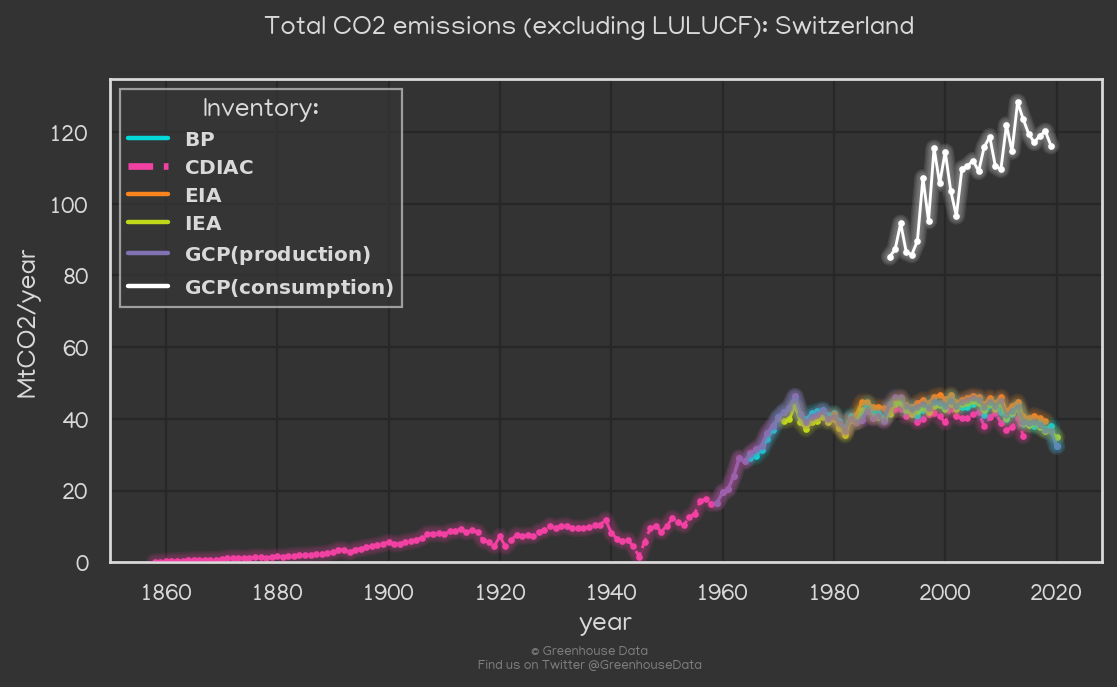 Total CO2 emissions (excluding LULUCF): Switzerland
Inventory:
BP
CDIAC
EIA
IEA
GCP(production)
GCP(consumption)
MtCO2/year
120
100
80
60
40
20
0
1860 1880 1900 1920 1940 1960 1980 2000 2020
year
© Greenhouse Data
Find us on Twitter @GreenhouseData